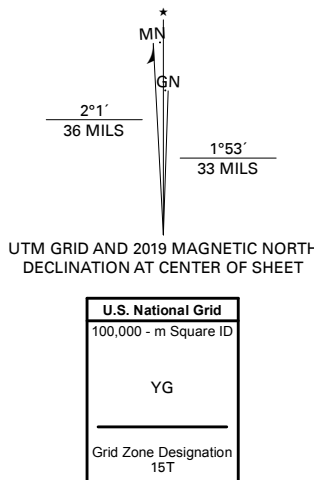 ★
MN
GN
2°1´
36 MILS
1°53´
33 MILS
UTM GRID AND 2019 MAGNETIC NORTH
DECLINATION AT CENTER OF SHEET
U.S. National Grid
100,000 - m Square ID
YG
Grid Zone Designation
15T